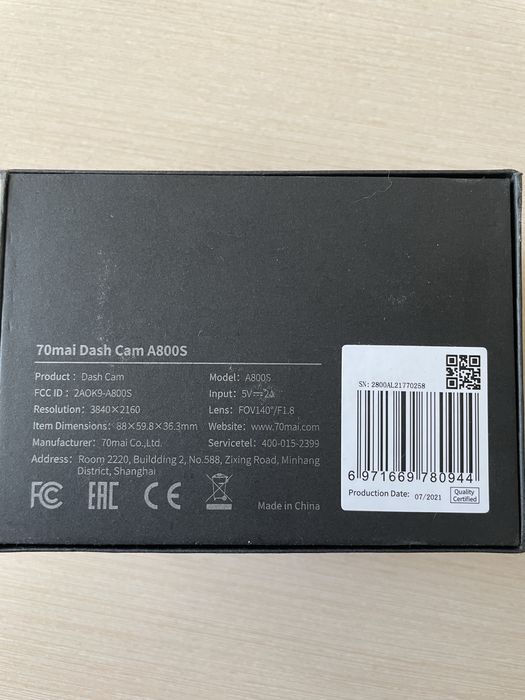 70mai Dash Cam A800S
Product : Dash Cam
Model: A800S
FCC ID : 2AOK9-A800S
Input: 5V⎓2A
Resolution: 3840×2160
Lens: FOV140°/F1.8
Item Dimensions: 88×59.8×36.3mm
Website: www.70mai.com
Manufacturer: 70mai Co.,Ltd.
Servicetel: 400-015-2399
Address: Room 2220, Builddding 2, No.588, Zixing Road, Minhang
District, Shanghai
FC EAC CE
Made in China
SN: 2800AL21770258
6 971669 780944
Production Date: 07/2021
Quality
Certified